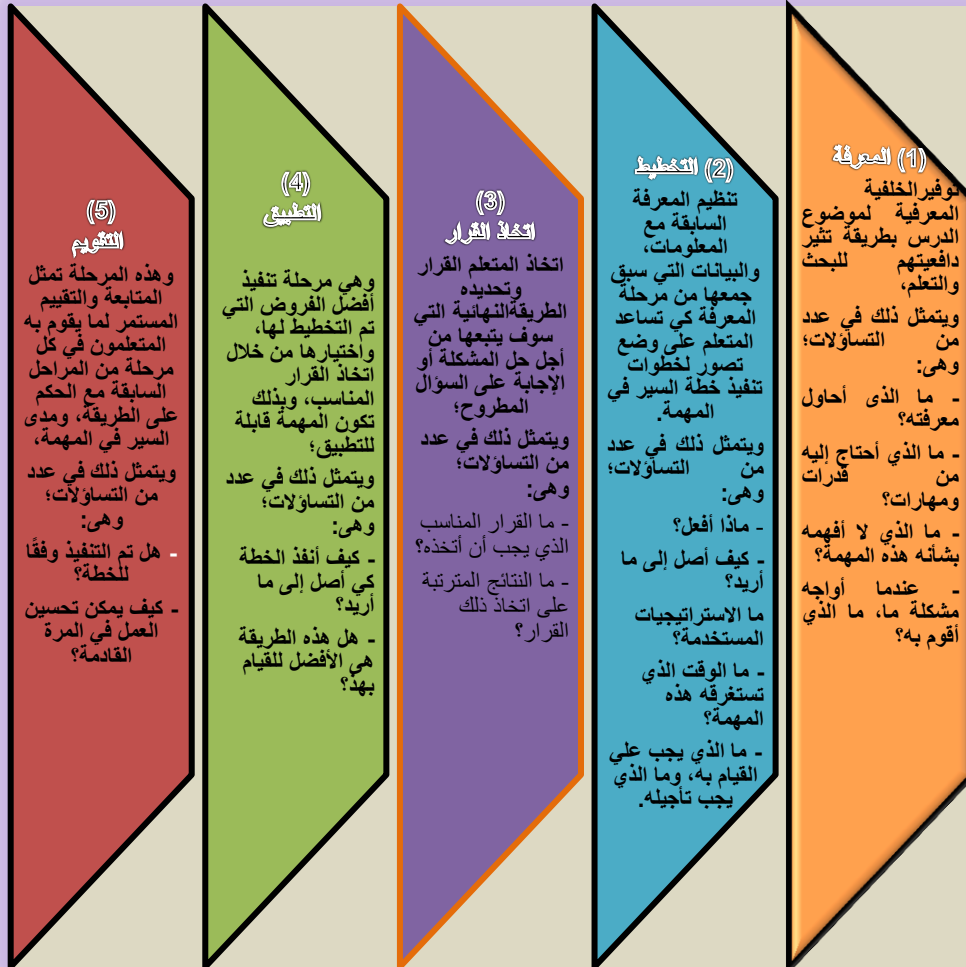 (1) المعرفة
توفيرالخلفية
المعرفية لموضوع
الدرس بطريقة تثير
دافعيتهم للبحث
والتعلم،
ويتمثل ذلك في عدد
من التساؤلات؛
وهى:
- ما الذى أحاول
معرفته؟
- ما الذي أحتاج إليه
من قدرات
ومهارات؟
- ما الذي لا أفهمه
بشأنه هذه المهمة؟
- عندما أواجه
مشكلة ما، ما الذي
أقوم به؟
(2) التخطيط
تنظيم المعرفة
السابقة مع
المعلومات،
والبيانات التي سبق
جمعها من مرحلة
المعرفة كي تساعد
المتعلم على وضع
تصور لخطوات
تنفيذ خطة السير في
المهمة.
ويتمثل ذلك في عدد
من التساؤلات؛
وهى:
- ماذا أفعل؟
- كيف أصل إلى ما
أريد؟
ما الاستراتيجيات
المستخدمة؟
- ما الوقت الذي
تستغرقه هذه
المهمة؟
- ما الذي يجب علي
القيام به، وما الذي
يجب تأجيله.
(3)
اتخاذ القرار
اتخاذ المتعلم القرار
وتحديده
الطريقةالنهائية التي
سوف يتبعها من
أجل حل المشكلة أو
الإجابة على السؤال
المطروح؛
ويتمثل ذلك في عدد
من التساؤلات؛
وهى:
- ما القرار المناسب
الذي يجب أن أتخذه؟
- ما النتائج المترتبة
على اتخاذ ذلك
القرار؟
(4)
التطبيق
وهي مرحلة تنفيذ
أفضل الفروض التي
تم التخطيط لها،
واختيارها من خلال
اتخاذ القرار
المناسب، وبذلك
تكون المهمة قابلة
للتطبيق؛
ويتمثل ذلك في عدد
من التساؤلات؛
وهى:
- كيف أنفذ الخطة
كي أصل إلى ما
أريد؟
- هل هذه الطريقة
هى الأفضل للقيام
بهذ؟
(5)
التقويم
وهذه المرحلة تمثل
المتابعة والتقييم
المستمر لما يقوم به
المتعلمون في كل
مرحلة من المراحل
السابقة مع الحكم
على الطريقة، ومدى
السير في المهمة،
ويتمثل ذلك في عدد
من التساؤلات؛
وهى:
- هل تم التنفيذ وفقًا
للخطة؟
- كيف يمكن تحسين
العمل في المرة
القادمة؟